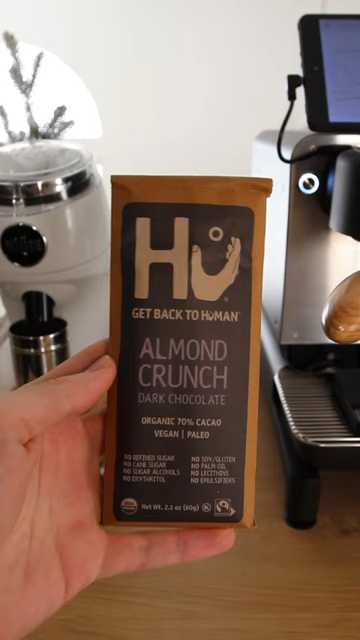 Hu
GET BACK TO HUMAN
ALMOND
CRUNCH
DARK CHOCOLATE
ORGANIC 70% CACAO
VEGAN | PALEO
NO REFINED SUGAR
NO CANE SUGAR
NO SUGAR ALCOHOLS
NO ERYTHRITOL
NO SOY/GLUTEN
NO PALM OIL
NO LECITHINS
NO EMULSIFIERS
Net Wt. 2.1 oz (60g)